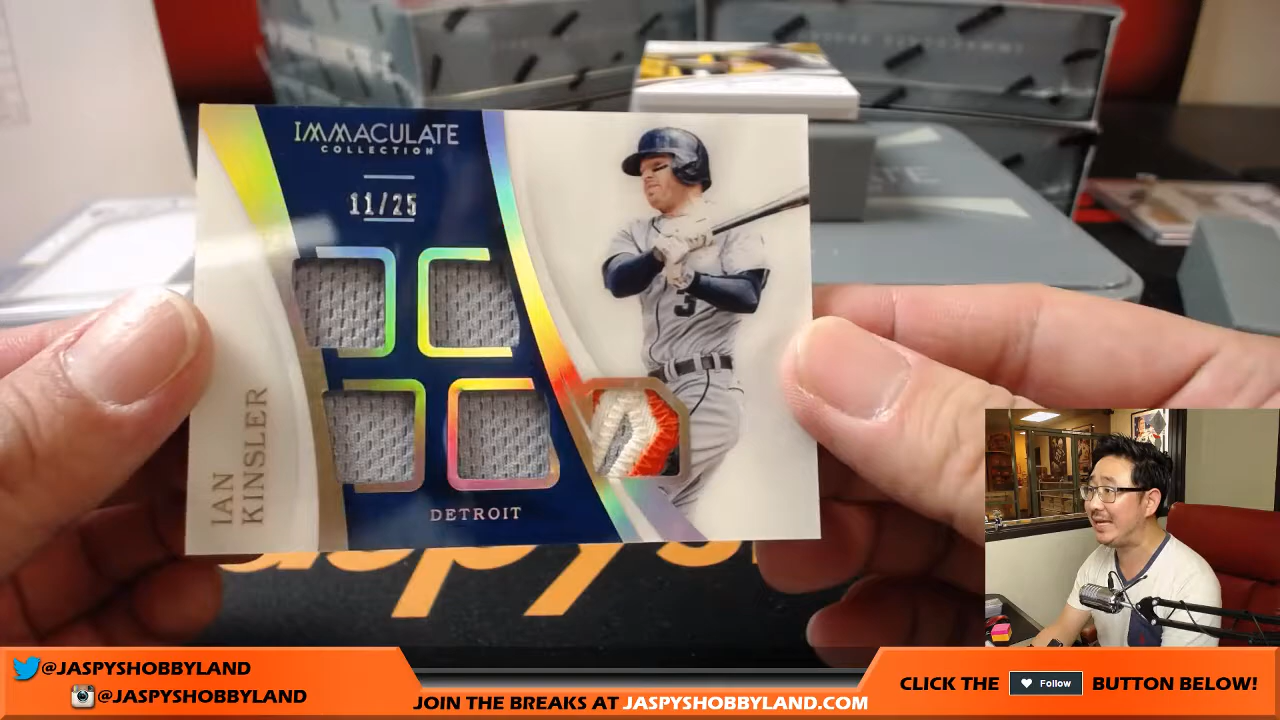 IMMACULATE
COLLECTION
11/25
IAN
KINSLER
DETROIT
3
@JASPYSHOBBYLAND
@JASPYSHOBBYLAND
JOIN THE BREAKS AT JASPYSHOBBYLAND.COM
CLICK THE Follow BUTTON BELOW!